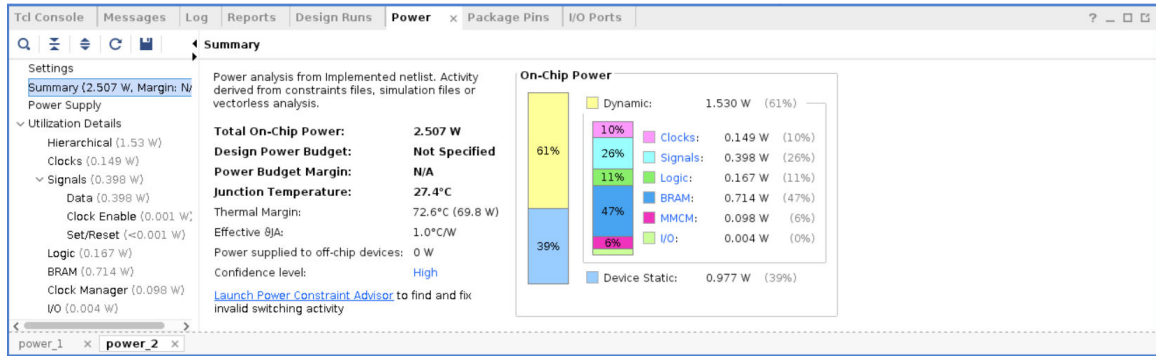 Tcl Console Messages Log Reports Design Runs Power × Package Pins I/O Ports ? _
Summary
Settings
Summary (2.507 W, Margin: N/
Power Supply
Utilization Details
Hierarchical (1.53 W)
Clocks (0.149 W)
Signals (0.398 W)
Data (0.398 W)
Clock Enable (0.001 W)
Set/Reset (<0.001 W)
Logic (0.167 W)
BRAM (0.714 W)
Clock Manager (0.098 W)
I/O (0.004 W)
Power analysis from Implemented netlist. Activity
derived from constraints files, simulation files or
vectorless analysis.
Total On-Chip Power: 2.507 W
Design Power Budget: Not Specified
Power Budget Margin: N/A
Junction Temperature: 27.4°C
Thermal Margin: 72.6°C (69.8 W)
Effective ϑJA: 1.0°C/W
Power supplied to off-chip devices: 0 W
Confidence level: High
Launch Power Constraint Advisor to find and fix
invalid switching activity
On-Chip Power
61%
39%
Dynamic: 1.530 W (61%)
10% Clocks: 0.149 W (10%)
26% Signals: 0.398 W (26%)
11% Logic: 0.167 W (11%)
47% BRAM: 0.714 W (47%)
6% MMCM: 0.098 W (6%)
I/O: 0.004 W (0%)
Device Static: 0.977 W (39%)
power_1 × power_2 ×